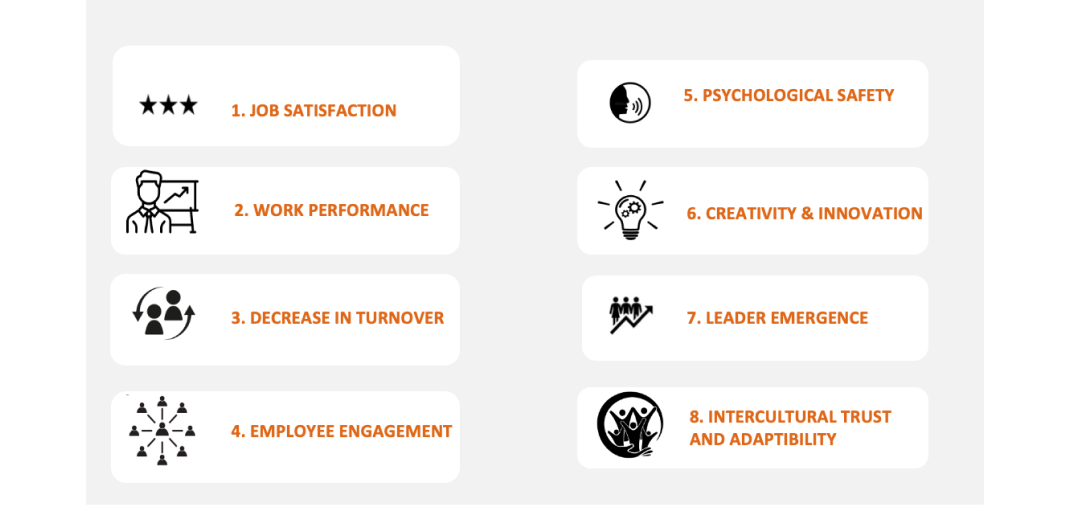 1. JOB SATISFACTION
2. WORK PERFORMANCE
3. DECREASE IN TURNOVER
4. EMPLOYEE ENGAGEMENT
5. PSYCHOLOGICAL SAFETY
6. CREATIVITY & INNOVATION
7. LEADER EMERGENCE
8. INTERCULTURAL TRUST
AND ADAPTIBILITY